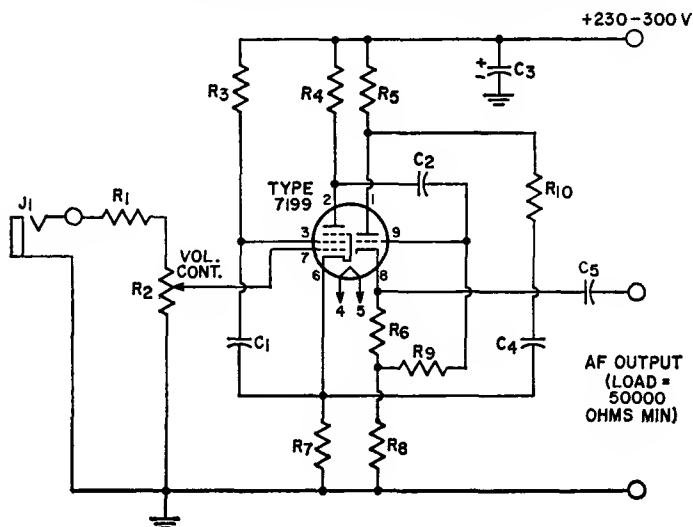 +230-300 V
R3
R4
R5
+
-
C3
C2
TYPE
7199
2
1
R10
J1
R1
VOL.
CONT.
3
7
9
6
8
4
5
R2
C5
C1
R6
R9
C4
AF OUTPUT
(LOAD =
50000
OHMS MIN)
R7
R8